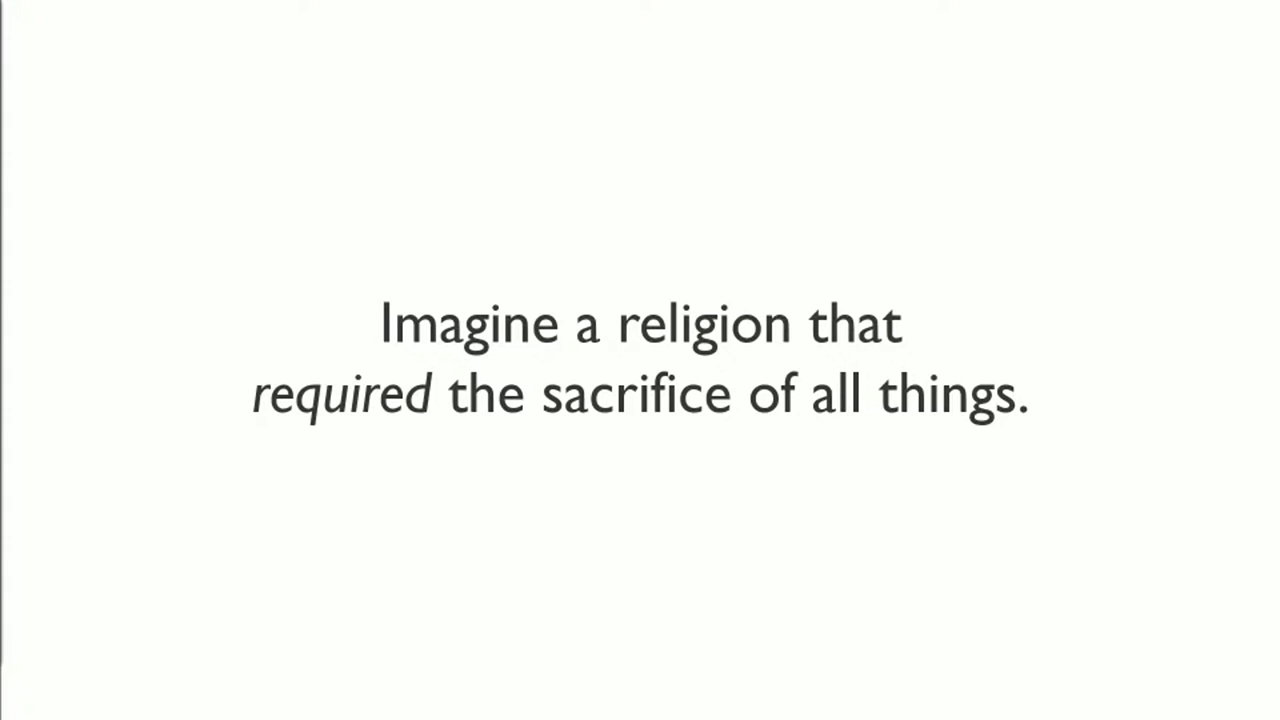 Imagine a religion that
required the sacrifice of all things.